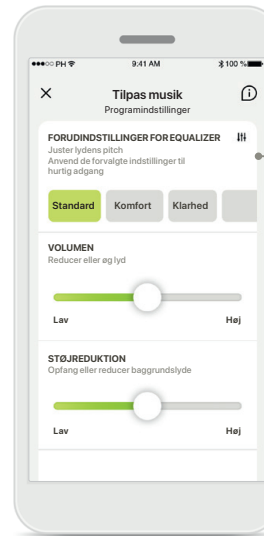 PH 9:41 AM 100 %
Tilpas musik
Programindstillinger
FORUDINDSTILLINGER FOR EQUALIZER
Juster lydens pitch
Anvend de forvalgte indstillinger til
hurtig adgang
Standard Komfort Klarhed
VOLUMEN
Reducer eller øg lyd
Lav Høj
STØJREDUKTION
Opfang eller reducer baggrundslyde
Lav Høj